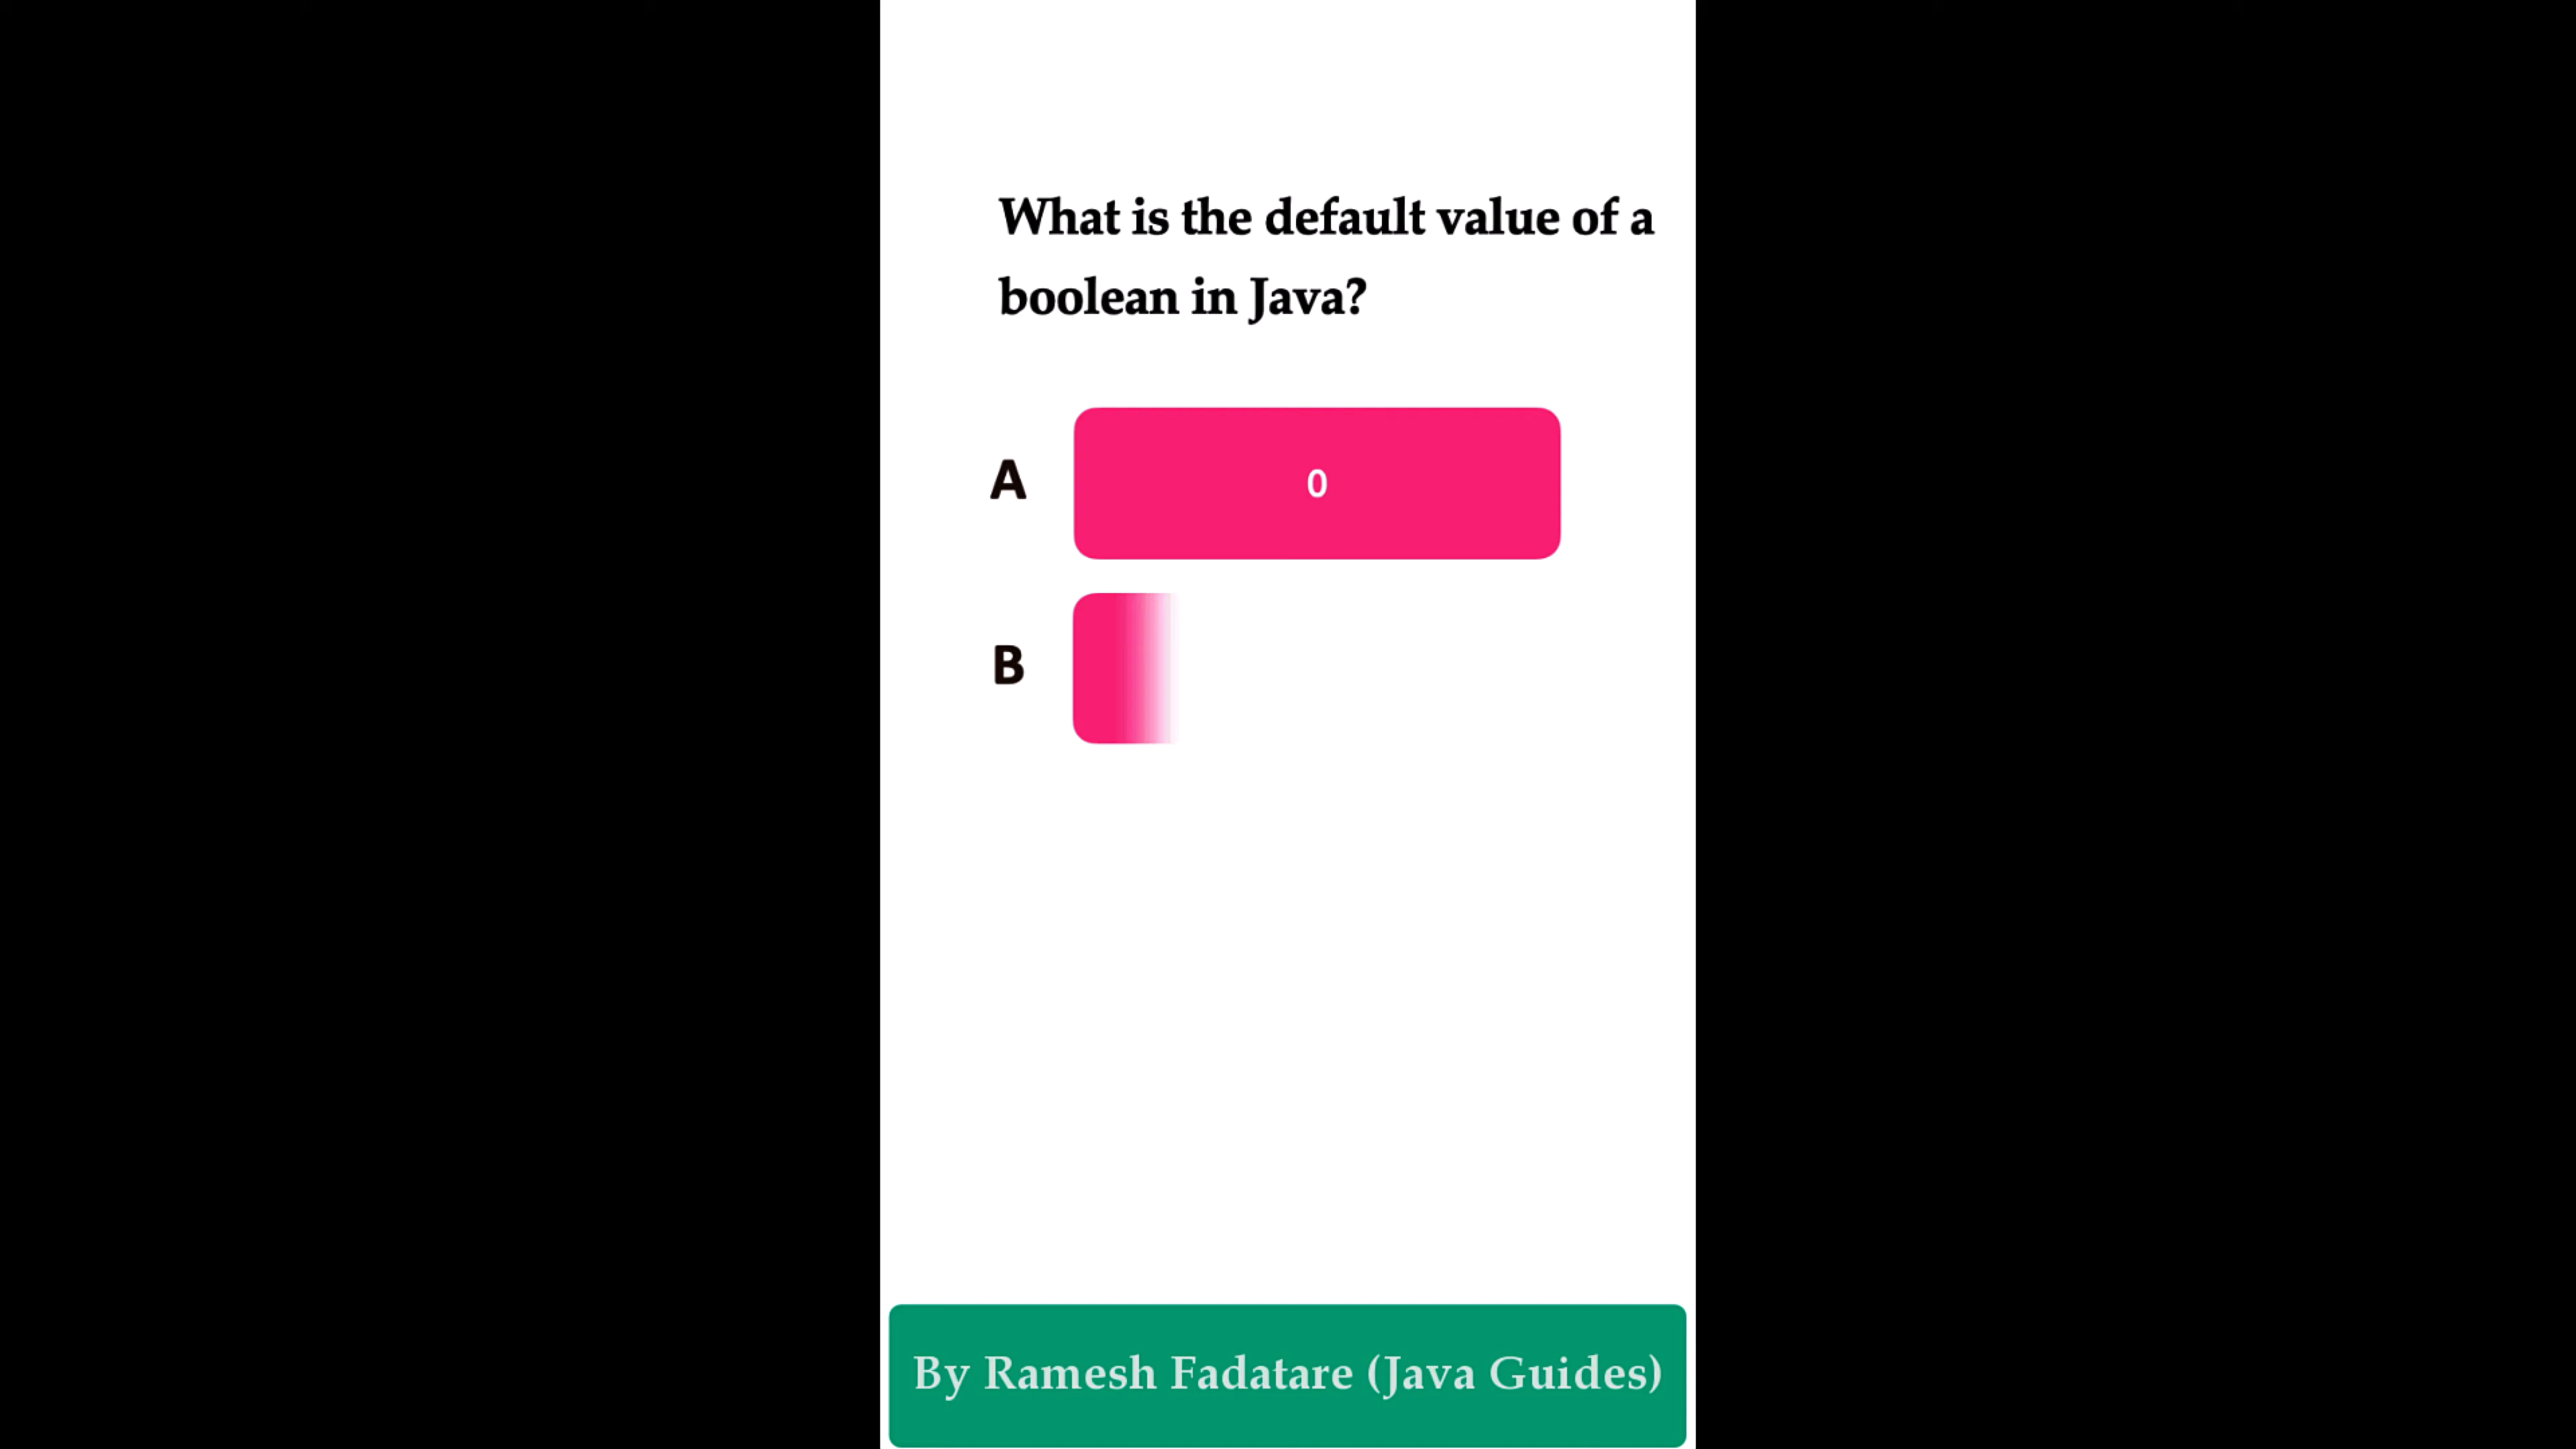 What is the default value of a
boolean in Java?
A
0
B
By Ramesh Fadatare (Java Guides)